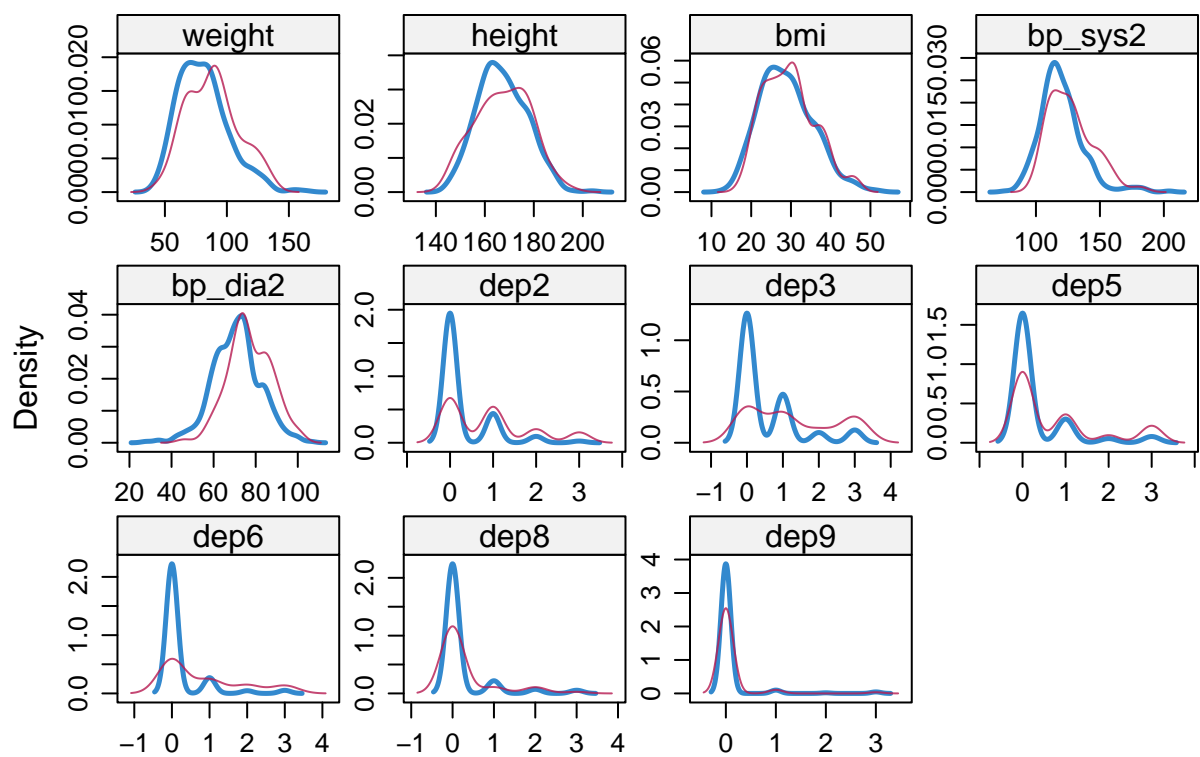 weight height bmi bp_sys2
0.000 0.010 0.020
0.00 0.02
0.00 0.03 0.06
0.000 0.015 0.030
50 100 150
140 160 180 200
10 20 30 40 50
100 150 200
bp_dia2 dep2 dep3 dep5
Density
0.00 0.02 0.04
0.0 1.0 2.0
0.0 0.5 1.0
0.0 0.5 1.0 1.5
20 40 60 80 100
0 1 2 3
−1 0 1 2 3 4
0 1 2 3
dep6 dep8 dep9
0.0 1.0 2.0
0.0 1.0 2.0
0 1 2 3 4
−1 0 1 2 3 4
−1 0 1 2 3 4
0 1 2 3